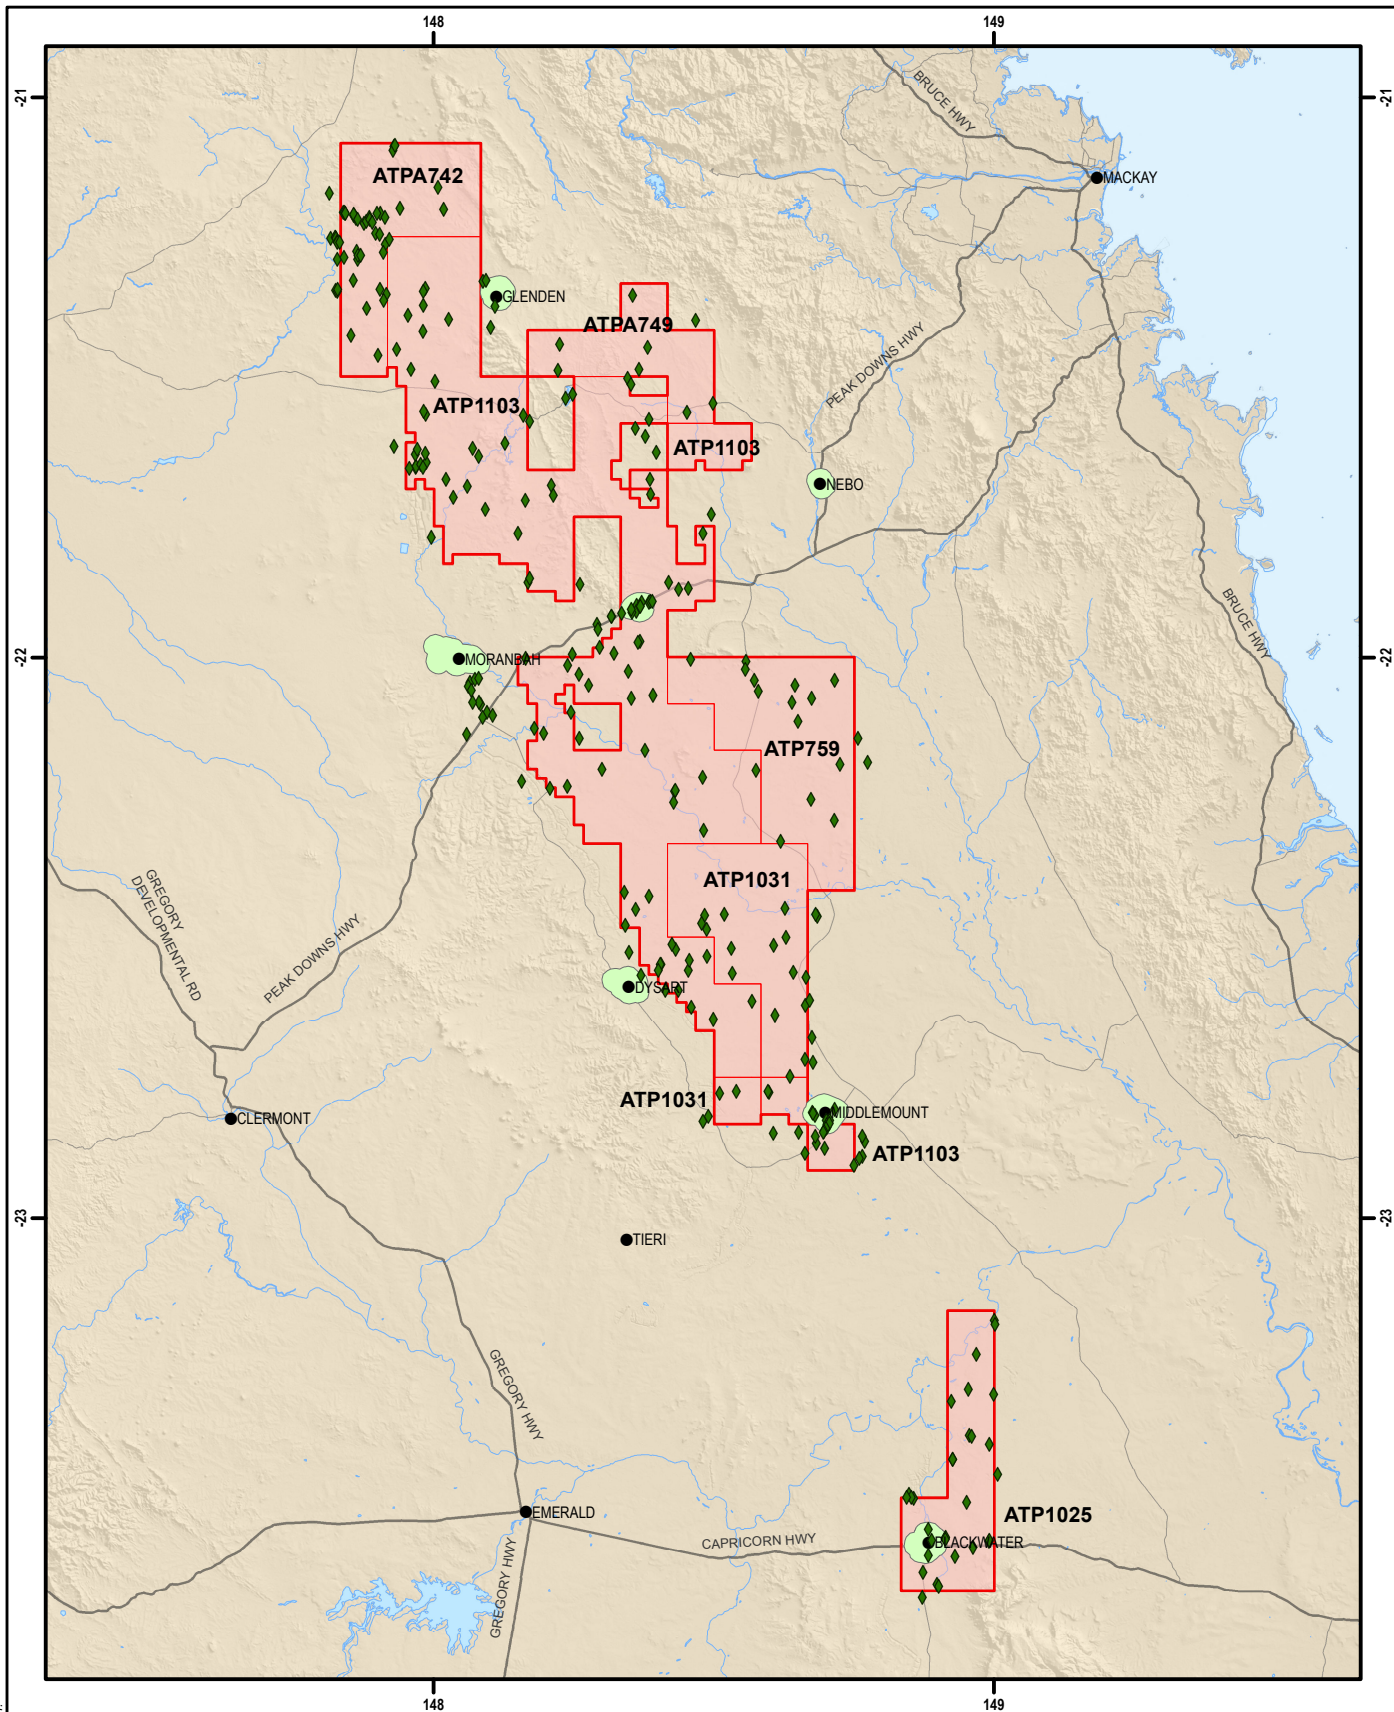 148
149
-21
-21
BRUCE HWY
MACKAY
ATPA742
GLENDEN
ATPA749
PEAK DOWNS HWY
ATP1103
ATP1103
NEBO
BRUCE HWY
-22
-22
MORANBAH
ATP759
ATP1031
GREGORY
DEVELOPMENTAL RD
PEAK DOWNS HWY
DYSART
ATP1031
CLERMONT
MIDDLEMOUNT
ATP1103
-23
-23
TIERI
GREGORY HWY
EMERALD
ATP1025
CAPRICORN HWY
BLACKWATER
GREGORY HWY
148
149